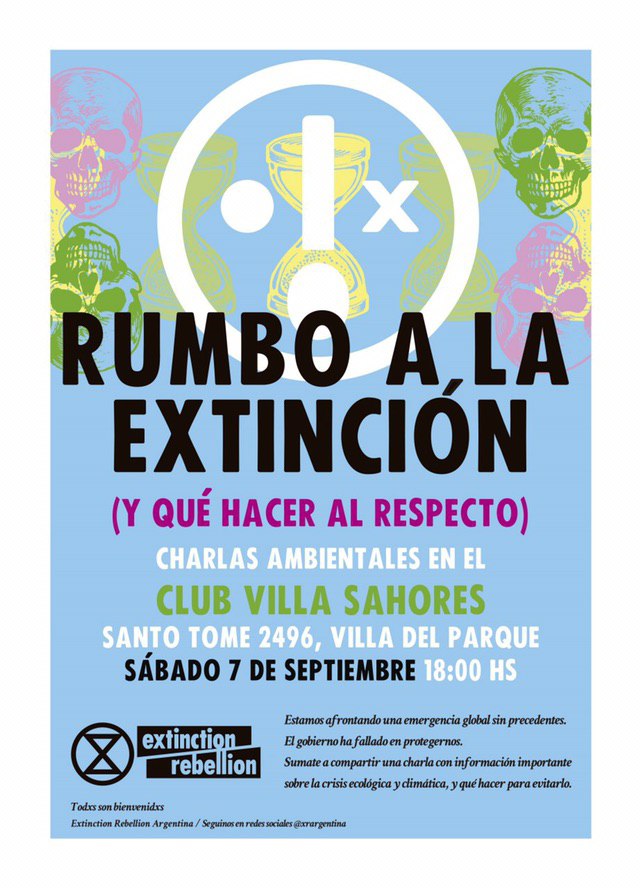 RUMBO A LA
EXTINCIÓN
(Y QUÉ HACER AL RESPECTO)
CHARLAS AMBIENTALES EN EL
CLUB VILLA SAHORES
SANTO TOME 2496, VILLA DEL PARQUE
SÁBADO 7 DE SEPTIEMBRE 18:00 HS
extinction
rebellion
Estamos afrontando una emergencia global sin precedentes.
El gobierno ha fallado en protegernos.
Sumate a compartir una charla con información importante
sobre la crisis ecológica y climática, y qué hacer para evitarlo.
Todxs son bienvenidxs
Extinction Rebellion Argentina / Seguinos en redes sociales @xrargentina